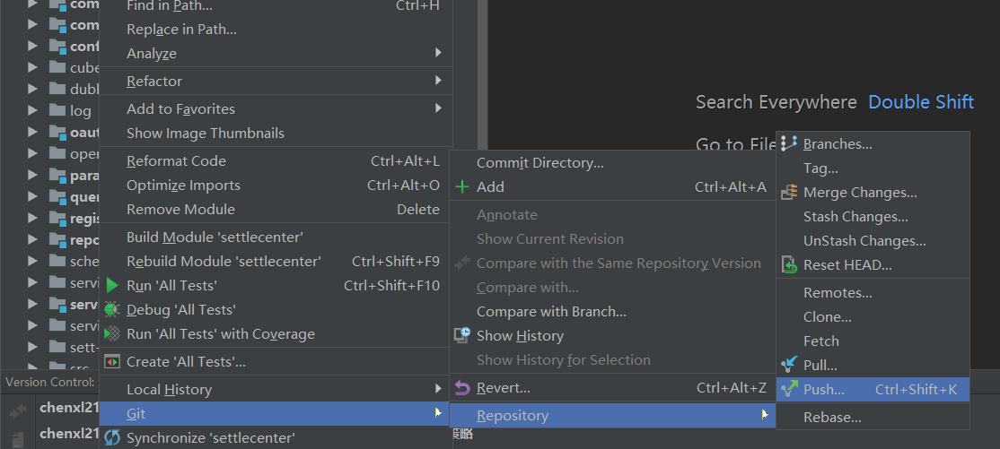 Find in Path... Ctrl+H
Replace in Path...
Analyze
Refactor
Add to Favorites
Show Image Thumbnails
Reformat Code Ctrl+Alt+L
Optimize Imports Ctrl+Alt+O
Remove Module Delete
Build Module 'settlecenter'
Rebuild Module 'settlecenter' Ctrl+Shift+F9
Run 'All Tests' Ctrl+Shift+F10
Debug 'All Tests'
Run 'All Tests' with Coverage
Create 'All Tests'...
Local History
Git
Synchronize 'settlecenter'
com
com
conf
cube
dubl
log
oaut
oper
para
quer
regis
repo
sche
servi
serv
servi
sett-
src
Version Control:
chenxl21
chenxl21
Search Everywhere Double Shift
Go to File
Commit Directory...
Add Ctrl+Alt+A
Annotate
Show Current Revision
Compare with the Same Repository Version
Compare with...
Compare with Branch...
Show History
Show History for Selection
Revert... Ctrl+Alt+Z
Repository
Branches...
Tag...
Merge Changes...
Stash Changes...
UnStash Changes...
Reset HEAD...
Remotes...
Clone...
Fetch
Pull...
Push... Ctrl+Shift+K
Rebase...